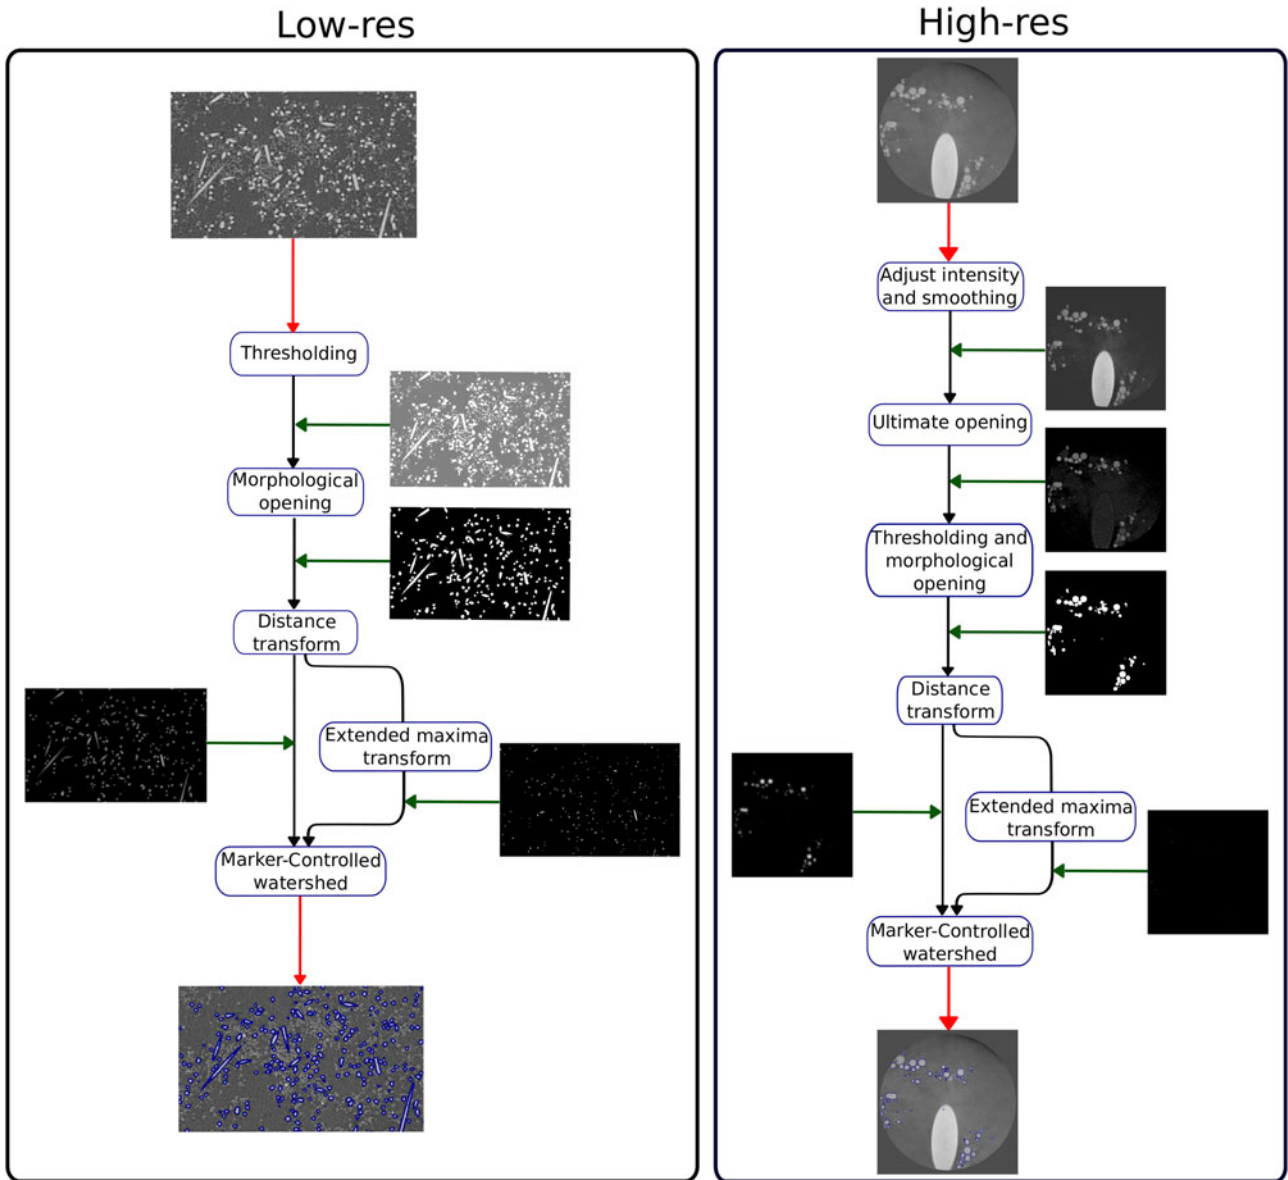 Low-res
Thresholding
Morphological
opening
Distance
transform
Extended maxima
transform
Marker-Controlled
watershed
High-res
Adjust intensity
and smoothing
Ultimate opening
Thresholding and
morphological
opening
Distance
transform
Extended maxima
transform
Marker-Controlled
watershed